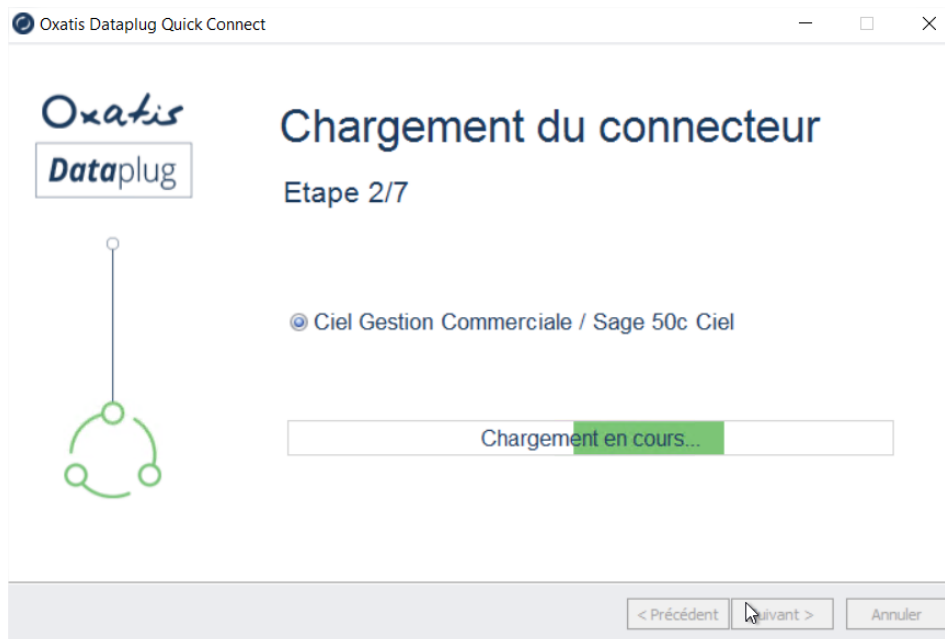 Oxatis Dataplug Quick Connect
Oxatis
Dataplug
Chargement du connecteur
Etape 2/7
Ciel Gestion Commerciale / Sage 50c Ciel
Chargement en cours...
< Précédent
Suivant >
Annuler